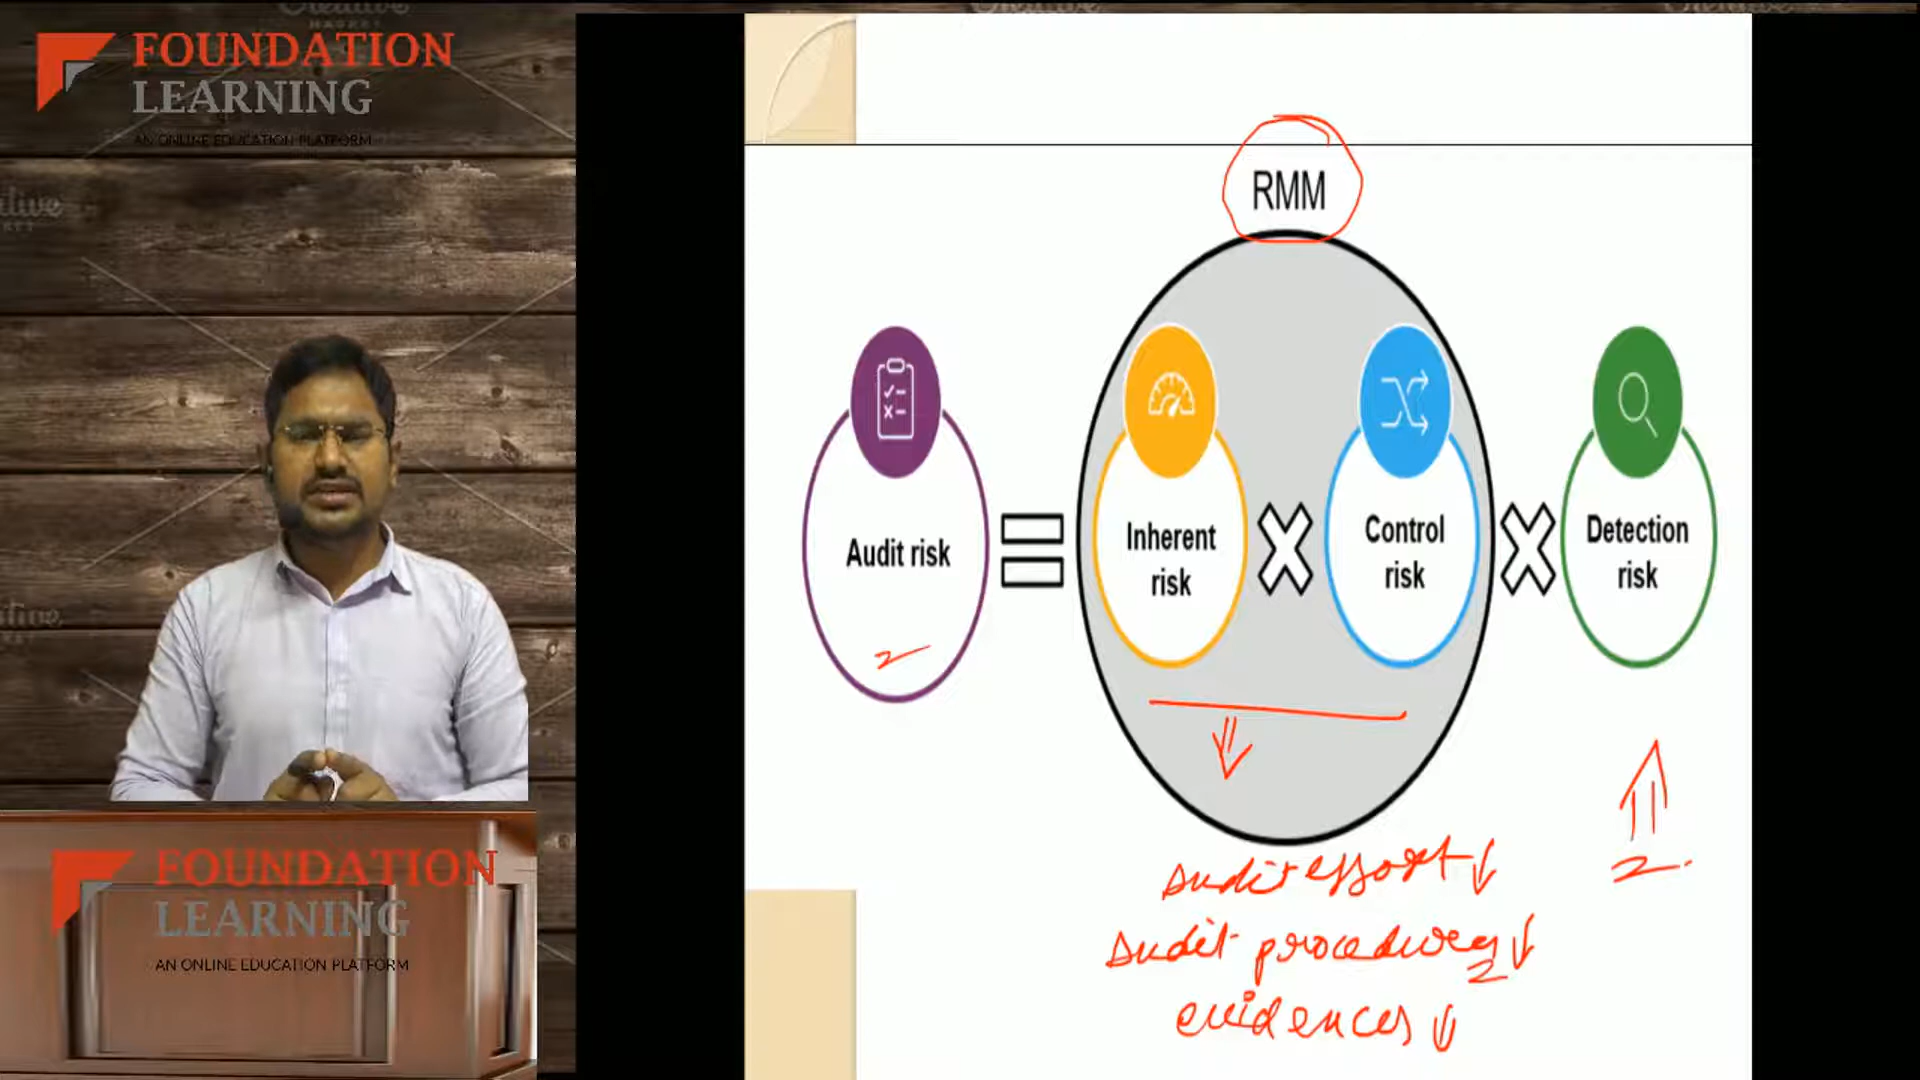 FOUNDATION
LEARNING
AN ONLINE EDUCATION PLATFORM
RMM
Audit risk
Inherent
risk
Control
risk
Detection
risk
Audit effort ↓
Audit procedures ↓
evidences ↓
FOUNDATION
LEARNING
AN ONLINE EDUCATION PLATFORM